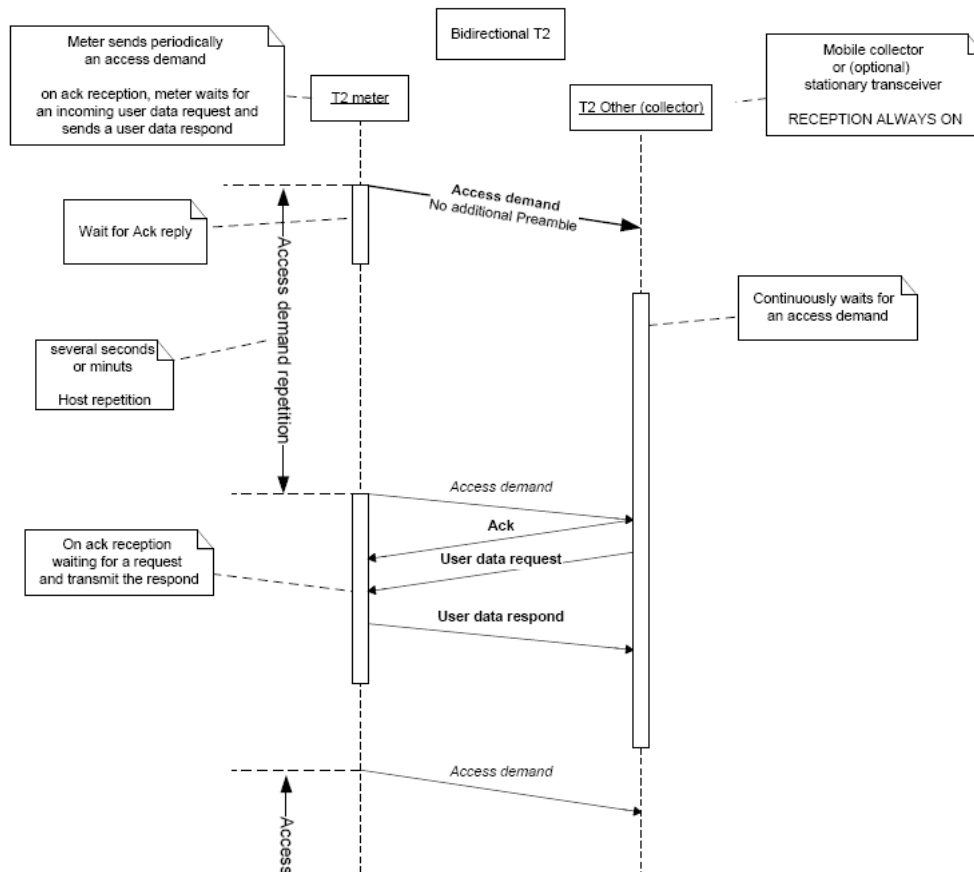 Bidirectional T2
Meter sends periodically
an access demand
on ack reception, meter waits for
an incoming user data request and
sends a user data respond
T2 meter
T2 Other (collector)
Mobile collector
or (optional)
stationary transceiver
RECEPTION ALWAYS ON
Access demand
No additional Preamble
Wait for Ack reply
Access demand repetition
Continuously waits for
an access demand
several seconds
or minuts
Host repetition
Access demand
Ack
User data request
On ack reception
waiting for a request
and transmit the respond
User data respond
Access demand
Access